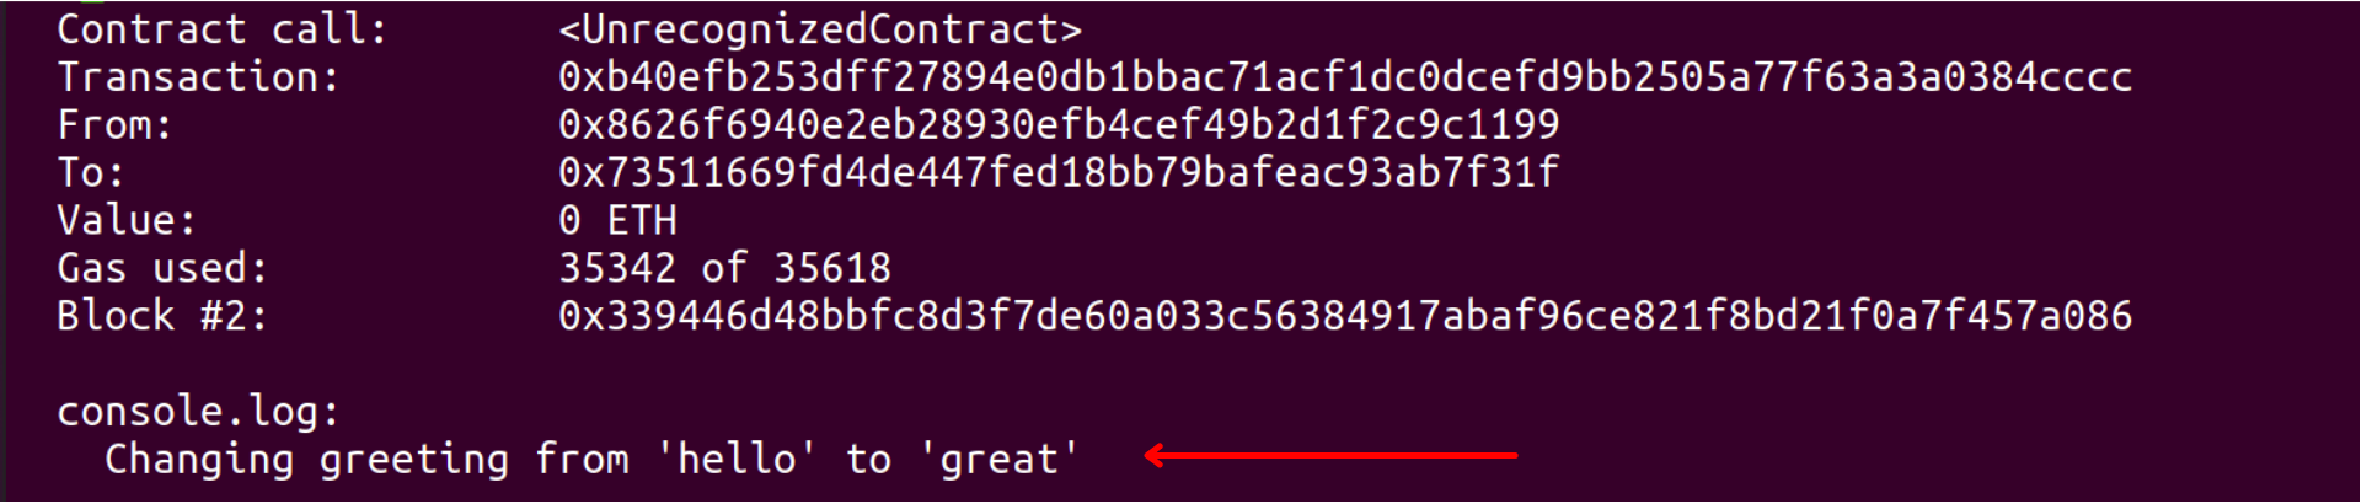 Contract call: <UnrecognizedContract>
Transaction: 0xb40efb253dff27894e0db1bbac71acf1dc0dcefd9bb2505a77f63a3a0384cccc
From: 0x8626f6940e2eb28930efb4cef49b2d1f2c9c1199
To: 0x73511669fd4de447fed18bb79bafeac93ab7f31f
Value: 0 ETH
Gas used: 35342 of 35618
Block #2: 0x339446d48bbfc8d3f7de60a033c56384917abaf96ce821f8bd21f0a7f457a086
console.log:
Changing greeting from 'hello' to 'great'